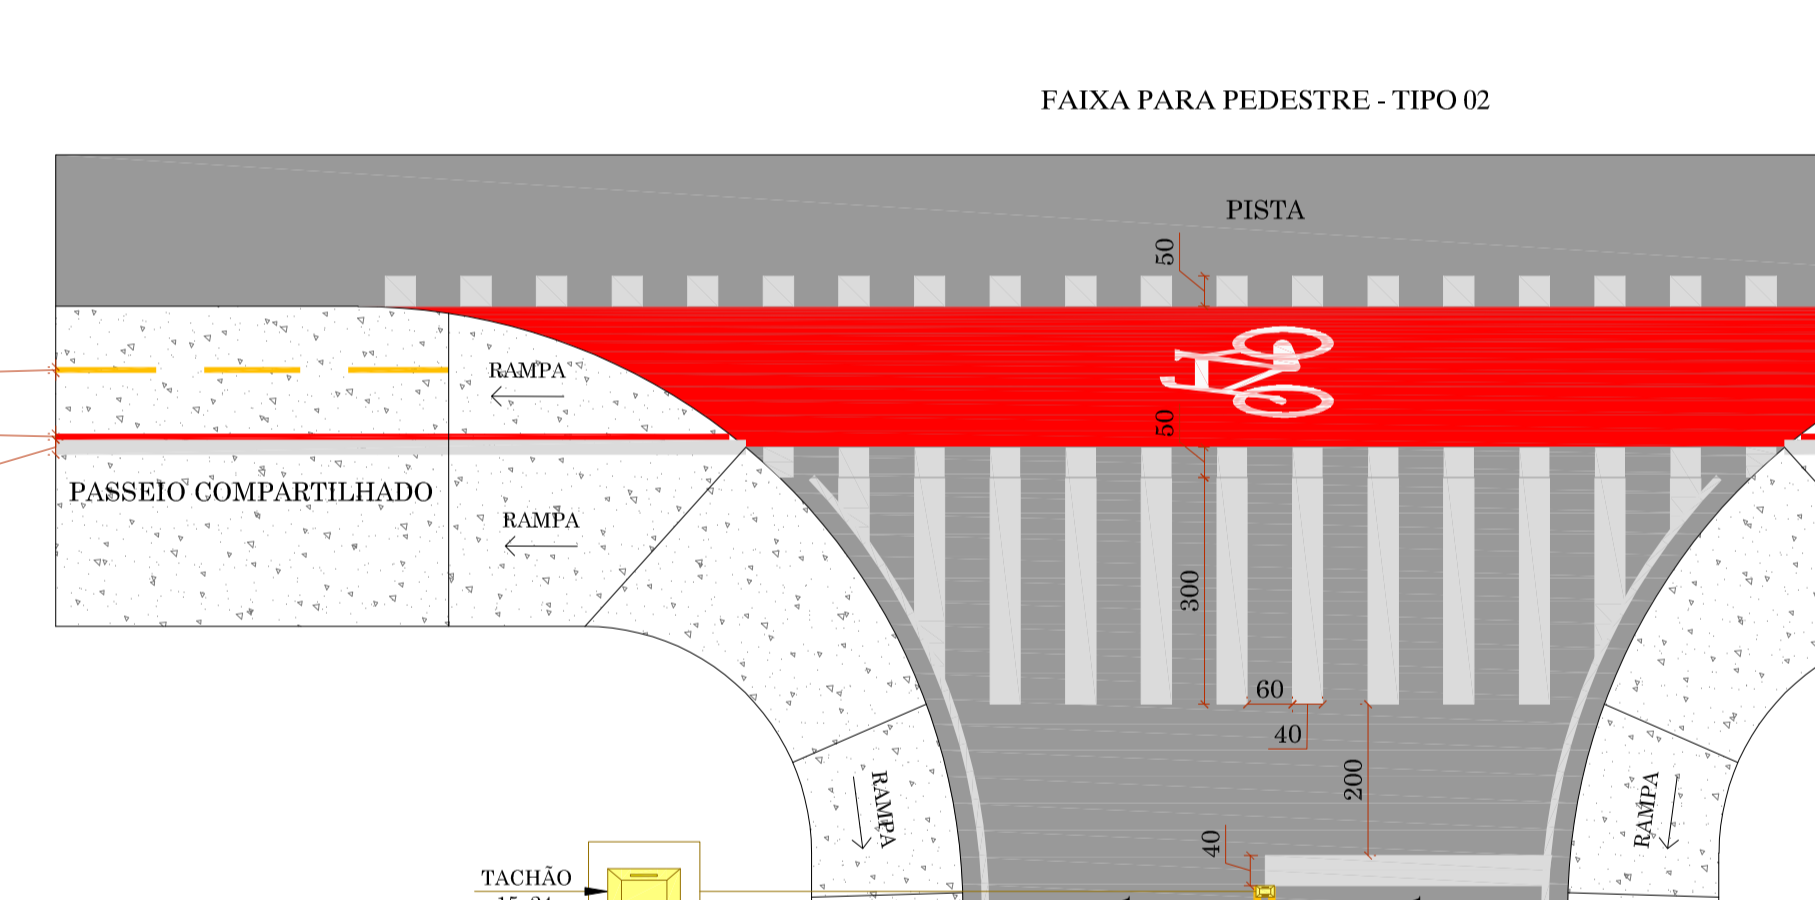 FAIXA PARA PEDESTRE - TIPO 02
PISTA
50
RAMPA
50
PASSEIO COMPARTILHADO
RAMPA
300
60
40
200
RAMPA
RAMPA
40
TACHÃO